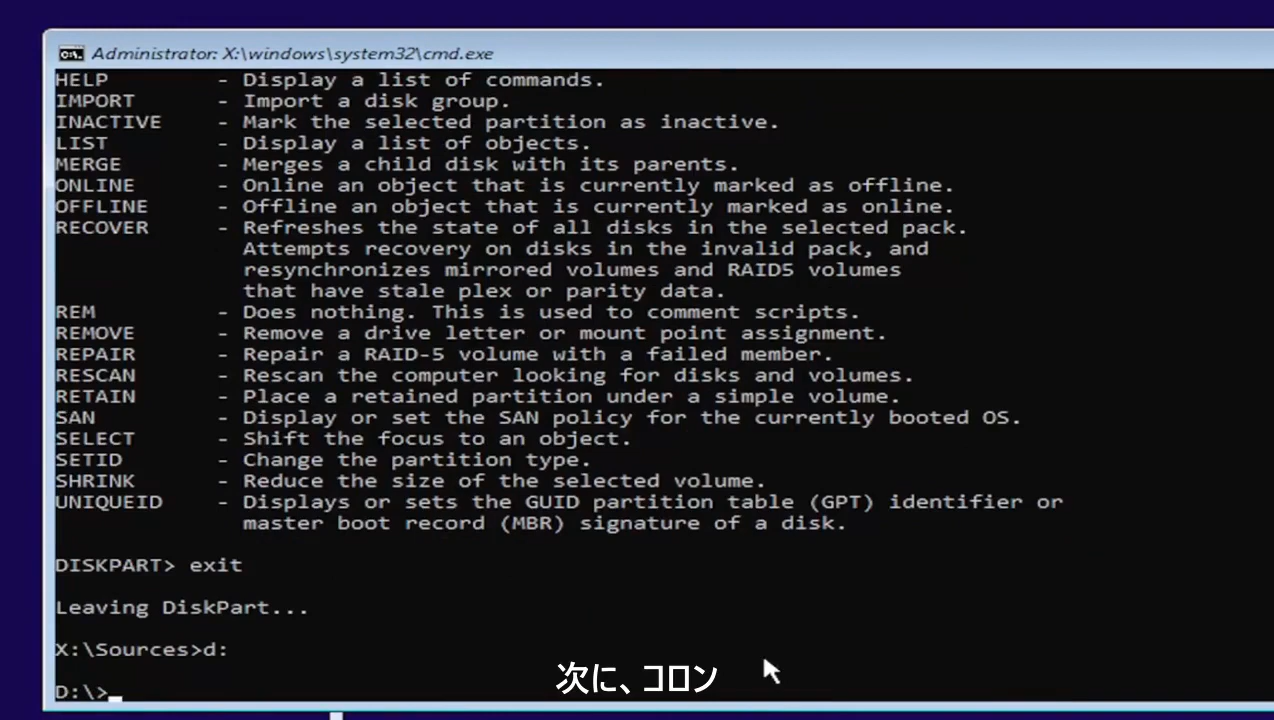 Administrator: X:\windows\system32\cmd.exe
HELP - Display a list of commands.
IMPORT - Import a disk group.
INACTIVE - Mark the selected partition as inactive.
LIST - Display a list of objects.
MERGE - Merges a child disk with its parents.
ONLINE - Online an object that is currently marked as offline.
OFFLINE - Offline an object that is currently marked as online.
RECOVER - Refreshes the state of all disks in the selected pack.
Attempts recovery on disks in the invalid pack, and
resynchronizes mirrored volumes and RAID5 volumes
that have stale plex or parity data.
REM - Does nothing. This is used to comment scripts.
REMOVE - Remove a drive letter or mount point assignment.
REPAIR - Repair a RAID-5 volume with a failed member.
RESCAN - Rescan the computer looking for disks and volumes.
RETAIN - Place a retained partition under a simple volume.
SAN - Display or set the SAN policy for the currently booted OS.
SELECT - Shift the focus to an object.
SETID - Change the partition type.
SHRINK - Reduce the size of the selected volume.
UNIQUEID - Displays or sets the GUID partition table (GPT) identifier or
master boot record (MBR) signature of a disk.
DISKPART> exit
Leaving DiskPart...
X:\Sources>d:
次に、コロン
D:\>_